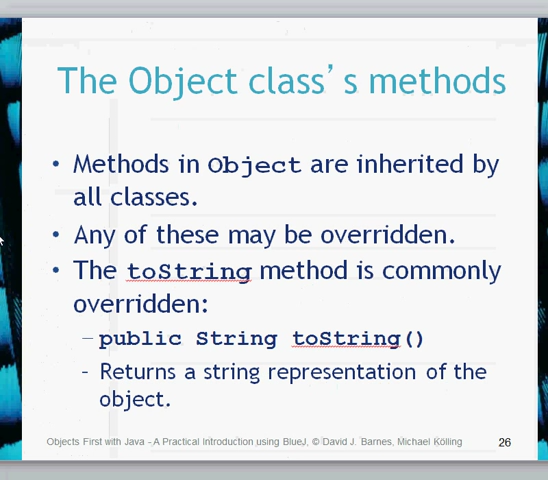 The Object class’s methods
• Methods in Object are inherited by
all classes.
• Any of these may be overridden.
• The toString method is commonly
overridden:
– public String toString()
– Returns a string representation of the
object.
Objects First with Java - A Practical Introduction using BlueJ, © David J. Barnes, Michael Kölling
26